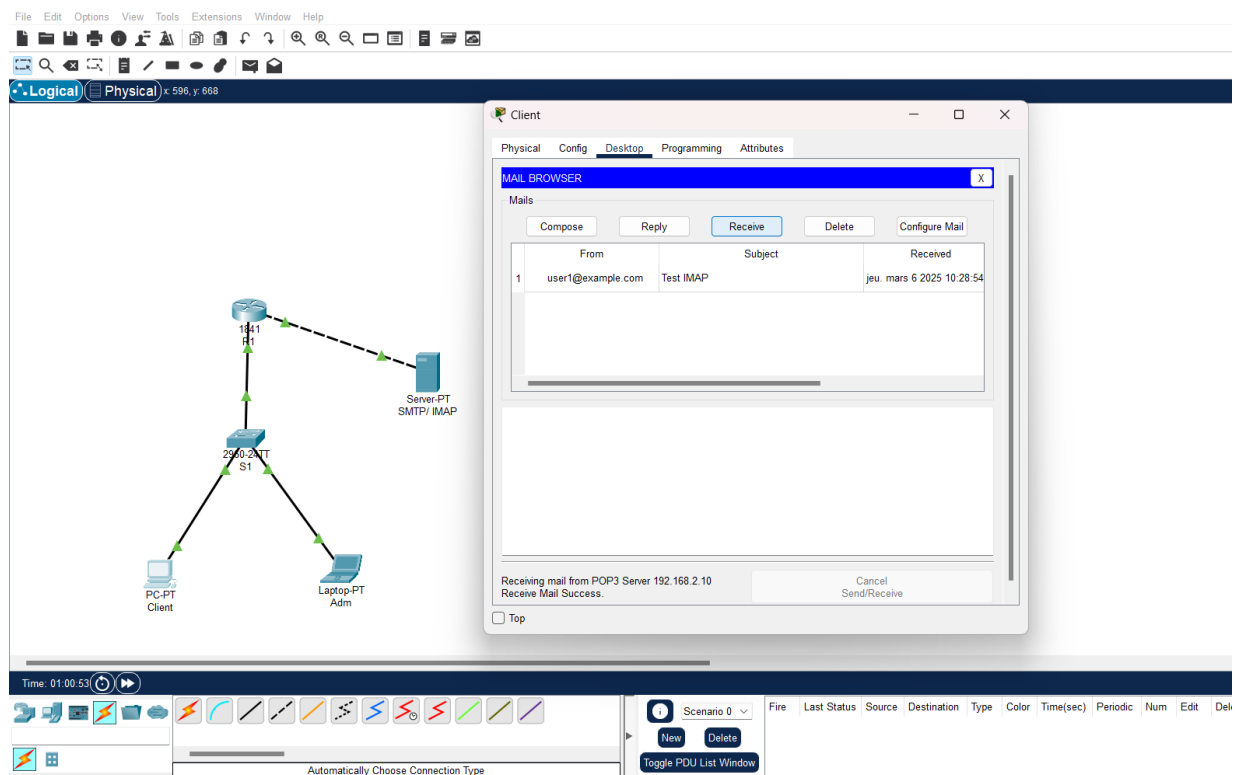 File Edit Options View Tools Extensions Window Help
Logical Physical x: 596, y: 668
Client
Physical Config Desktop Programming Attributes
MAIL BROWSER X
Mails
Compose Reply Receive Delete Configure Mail
From Subject Received
1 user1@example.com Test IMAP jeu. mars 6 2025 10:28:54
1841
R1
Server-PT
SMTP/ IMAP
2960-24TT
S1
PC-PT
Client
Laptop-PT
Adm
Receiving mail from POP3 Server 192.168.2.10
Receive Mail Success.
Cancel
Send/Receive
Top
Time: 01:00:53
Scenario 0
New Delete
Toggle PDU List Window
Fire Last Status Source Destination Type Color Time(sec) Periodic Num Edit Del
Automatically Choose Connection Type